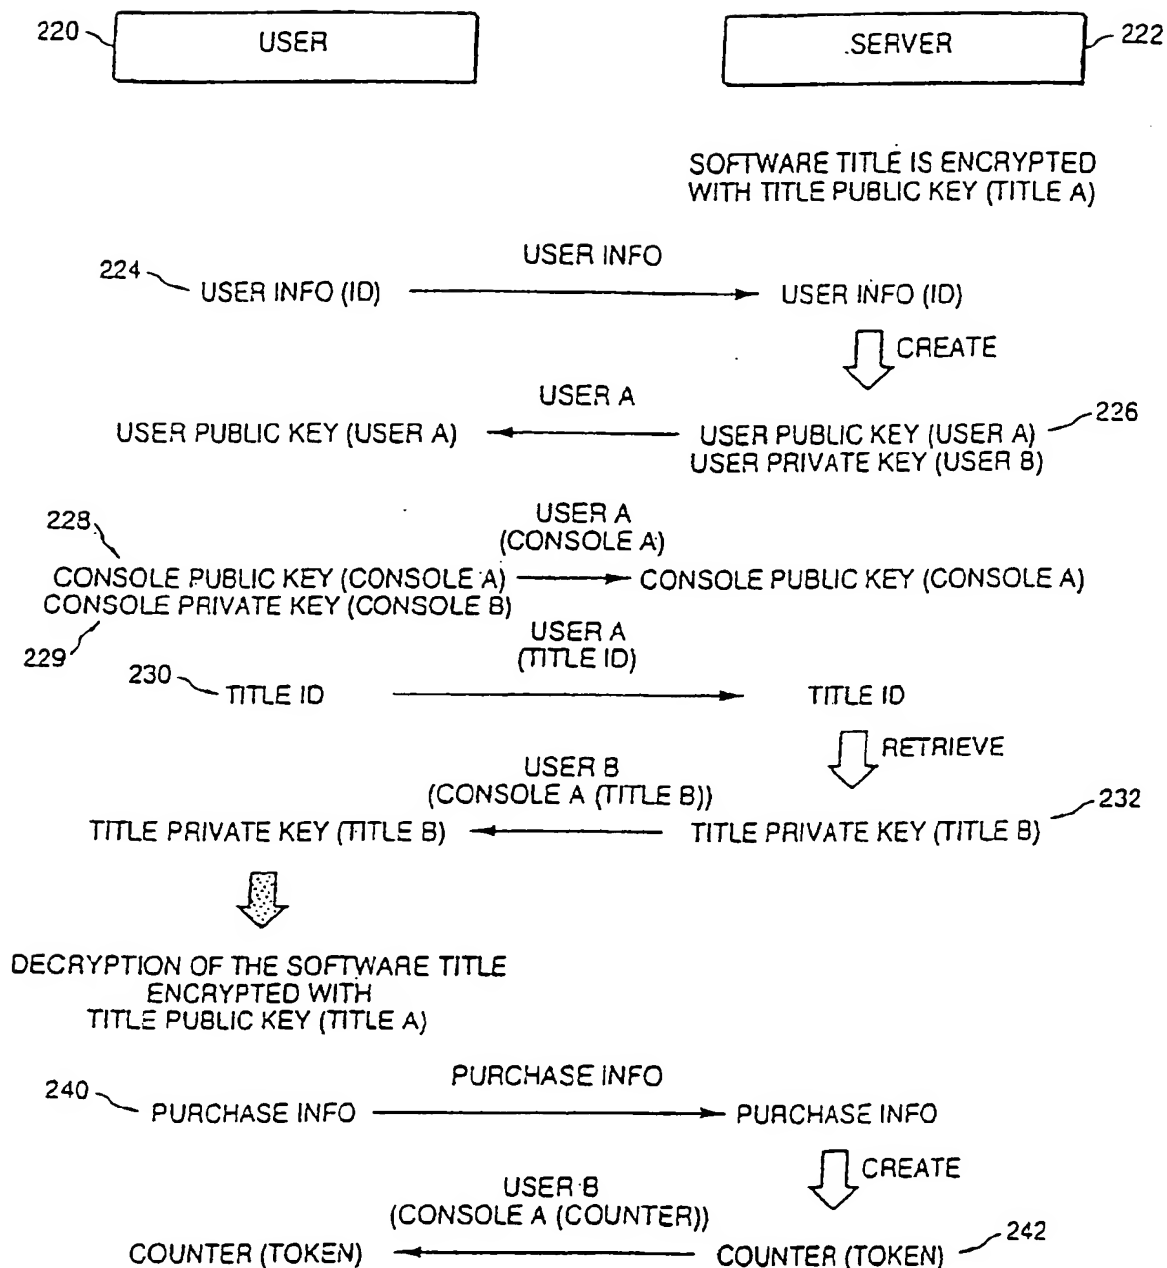 220 USER .SERVER 222
SOFTWARE TITLE IS ENCRYPTED
WITH TITLE PUBLIC KEY (TITLE A)
USER INFO
224 USER INFO (ID) USER INFO (ID)
CREATE
USER A
226
USER PUBLIC KEY (USER A) USER PUBLIC KEY (USER A)
USER PRIVATE KEY (USER B)
228 USER A
(CONSOLE A)
CONSOLE PUBLIC KEY (CONSOLE A) CONSOLE PUBLIC KEY (CONSOLE A)
CONSOLE PRIVATE KEY (CONSOLE B)
229 USER A
(TITLE ID)
230 TITLE ID TITLE ID
RETRIEVE
USER B
(CONSOLE A (TITLE B))
232
TITLE PRIVATE KEY (TITLE B) TITLE PRIVATE KEY (TITLE B)
DECRYPTION OF THE SOFTWARE TITLE
ENCRYPTED WITH
TITLE PUBLIC KEY (TITLE A)
PURCHASE INFO
240 PURCHASE INFO PURCHASE INFO
CREATE
USER B
(CONSOLE A (COUNTER))
COUNTER (TOKEN) COUNTER (TOKEN) 242